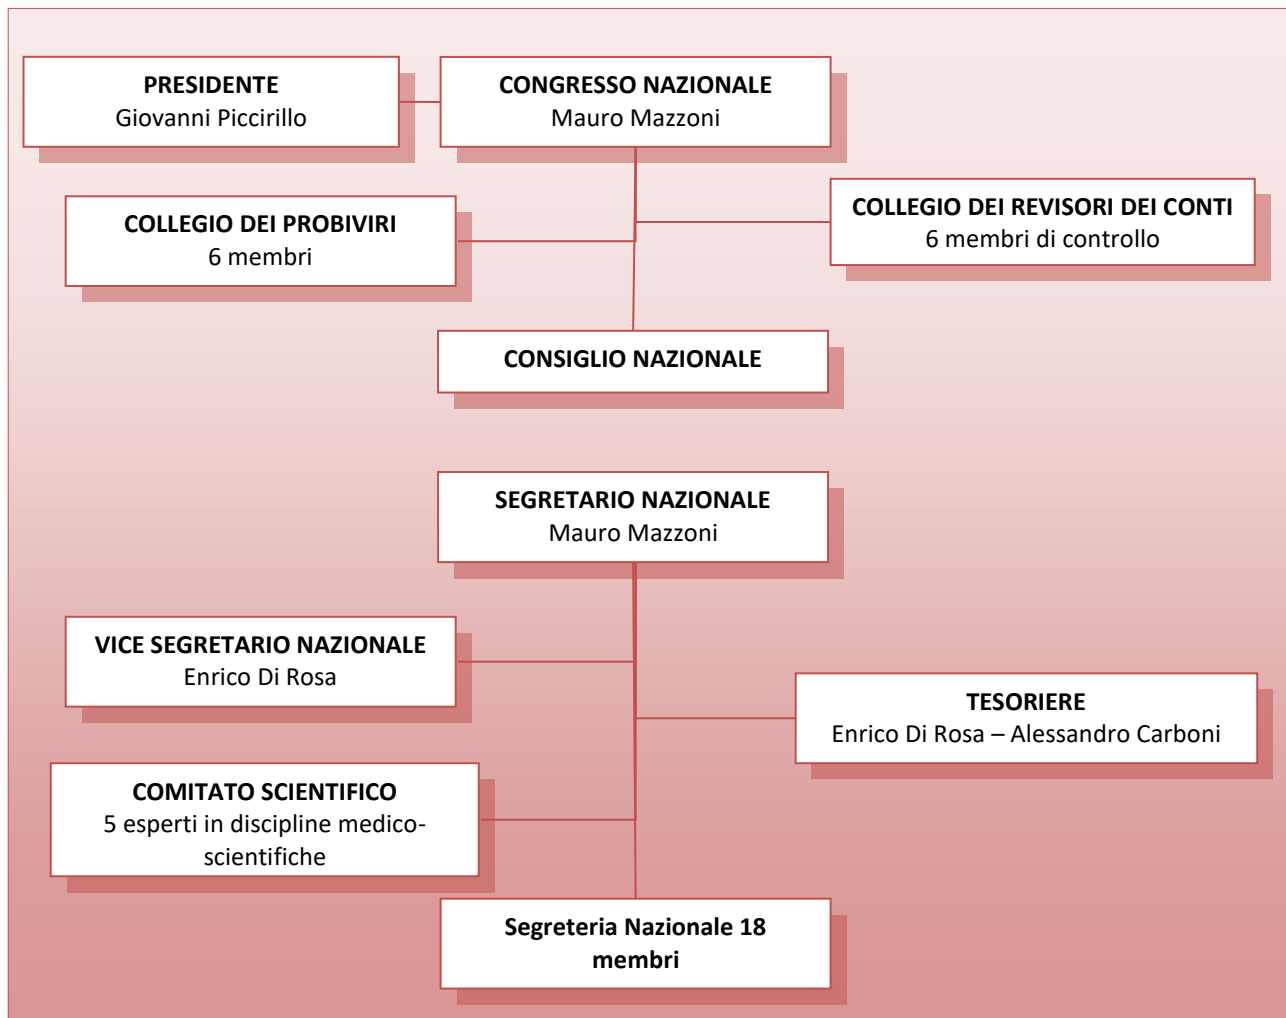 PRESIDENTE
Giovanni Piccirillo
CONGRESSO NAZIONALE
Mauro Mazzoni
COLLEGIO DEI PROBIVIRI
6 membri
COLLEGIO DEI REVISORI DEI CONTI
6 membri di controllo
CONSIGLIO NAZIONALE
SEGRETARIO NAZIONALE
Mauro Mazzoni
VICE SEGRETARIO NAZIONALE
Enrico Di Rosa
TESORIERE
Enrico Di Rosa – Alessandro Carboni
COMITATO SCIENTIFICO
5 esperti in discipline medico-
scientifiche
Segreteria Nazionale 18
membri